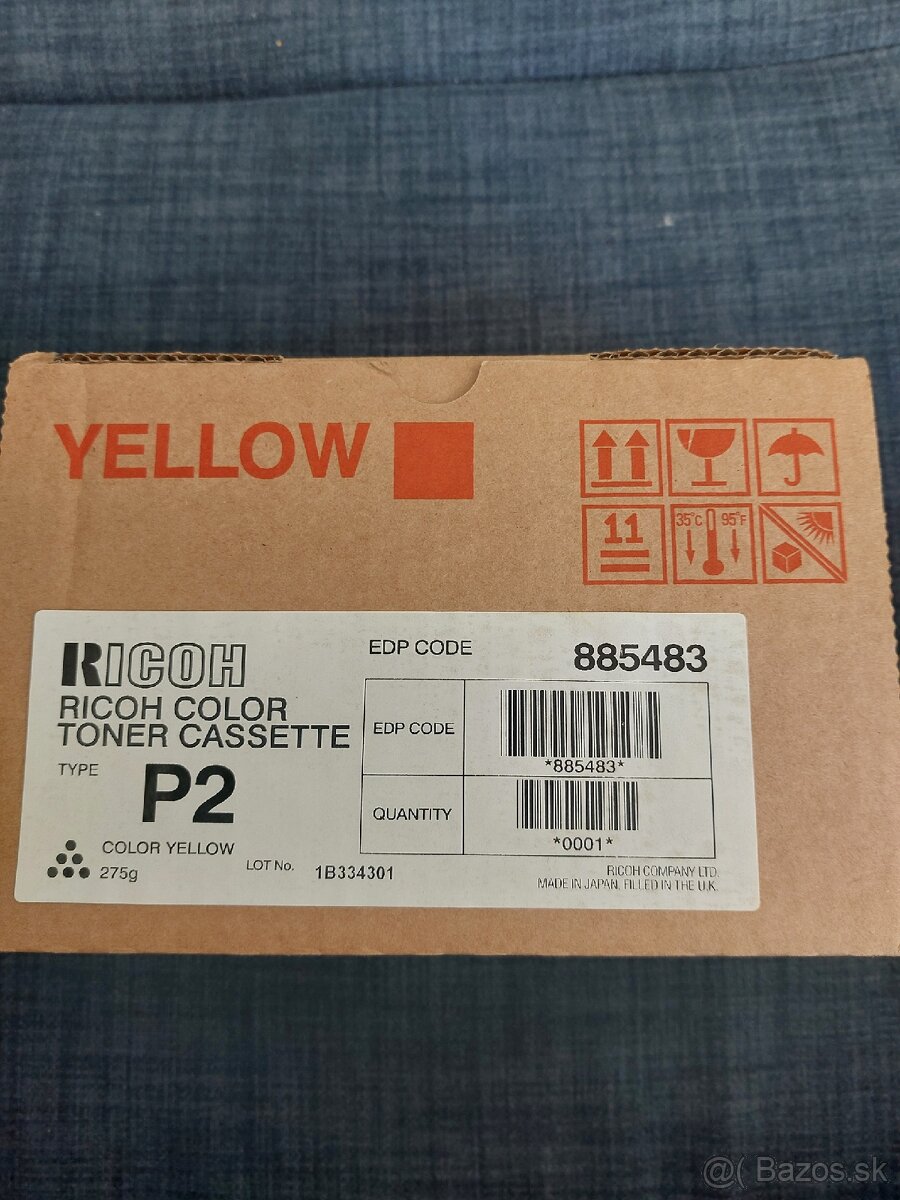 YELLOW
11
35°C 95°F
RICOH
EDP CODE 885483
RICOH COLOR
TONER CASSETTE
EDP CODE
*885483*
TYPE P2
QUANTITY
*0001*
COLOR YELLOW
275g
LOT No. 1B334301
RICOH COMPANY LTD.
MADE IN JAPAN, FILLED IN THE U.K.
@( Bazos.sk